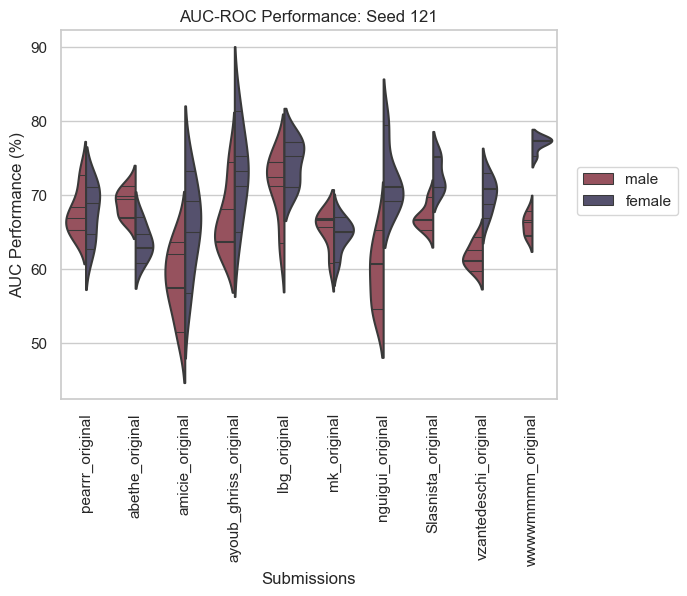 AUC-ROC Performance: Seed 121
AUC Performance (%)
90
80
70
60
50
male
female
pearrr_original
abethe_original
amicie_original
ayoub_ghriss_original
lbg_original
mk_original
nguigui_original
Slasnista_original
vzantedeschi_original
wwwwmmmm_original
Submissions